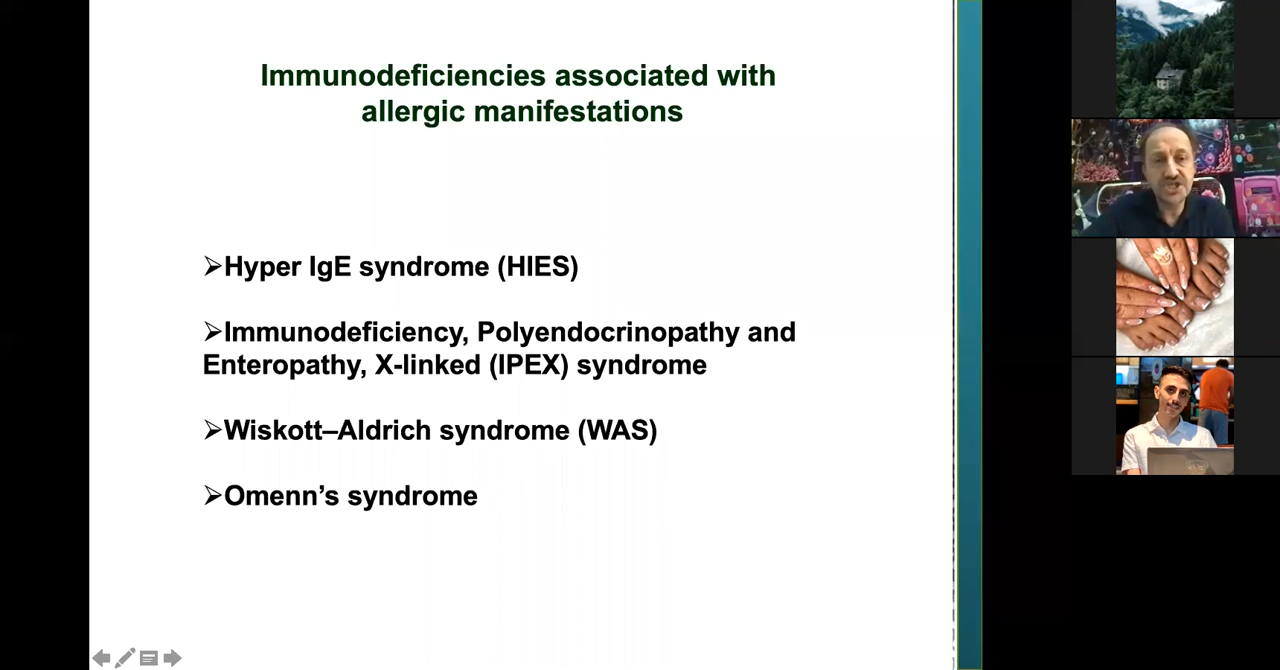 Immunodeficiencies associated with
allergic manifestations
➢Hyper IgE syndrome (HIES)
➢Immunodeficiency, Polyendocrinopathy and
Enteropathy, X-linked (IPEX) syndrome
➢Wiskott–Aldrich syndrome (WAS)
➢Omenn’s syndrome